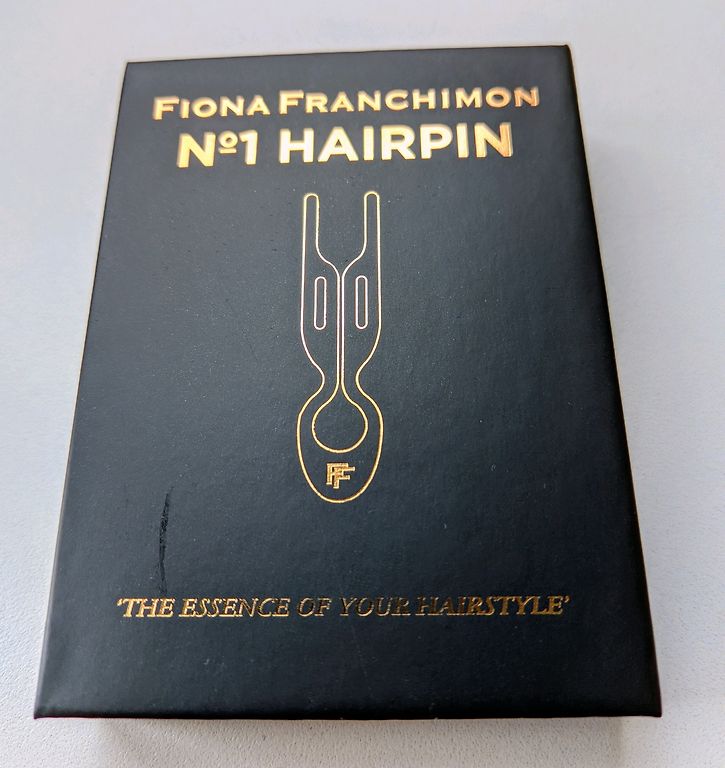 FIONA FRANCHIMON
Nº1 HAIRPIN
FF
'THE ESSENCE OF YOUR HAIRSTYLE'